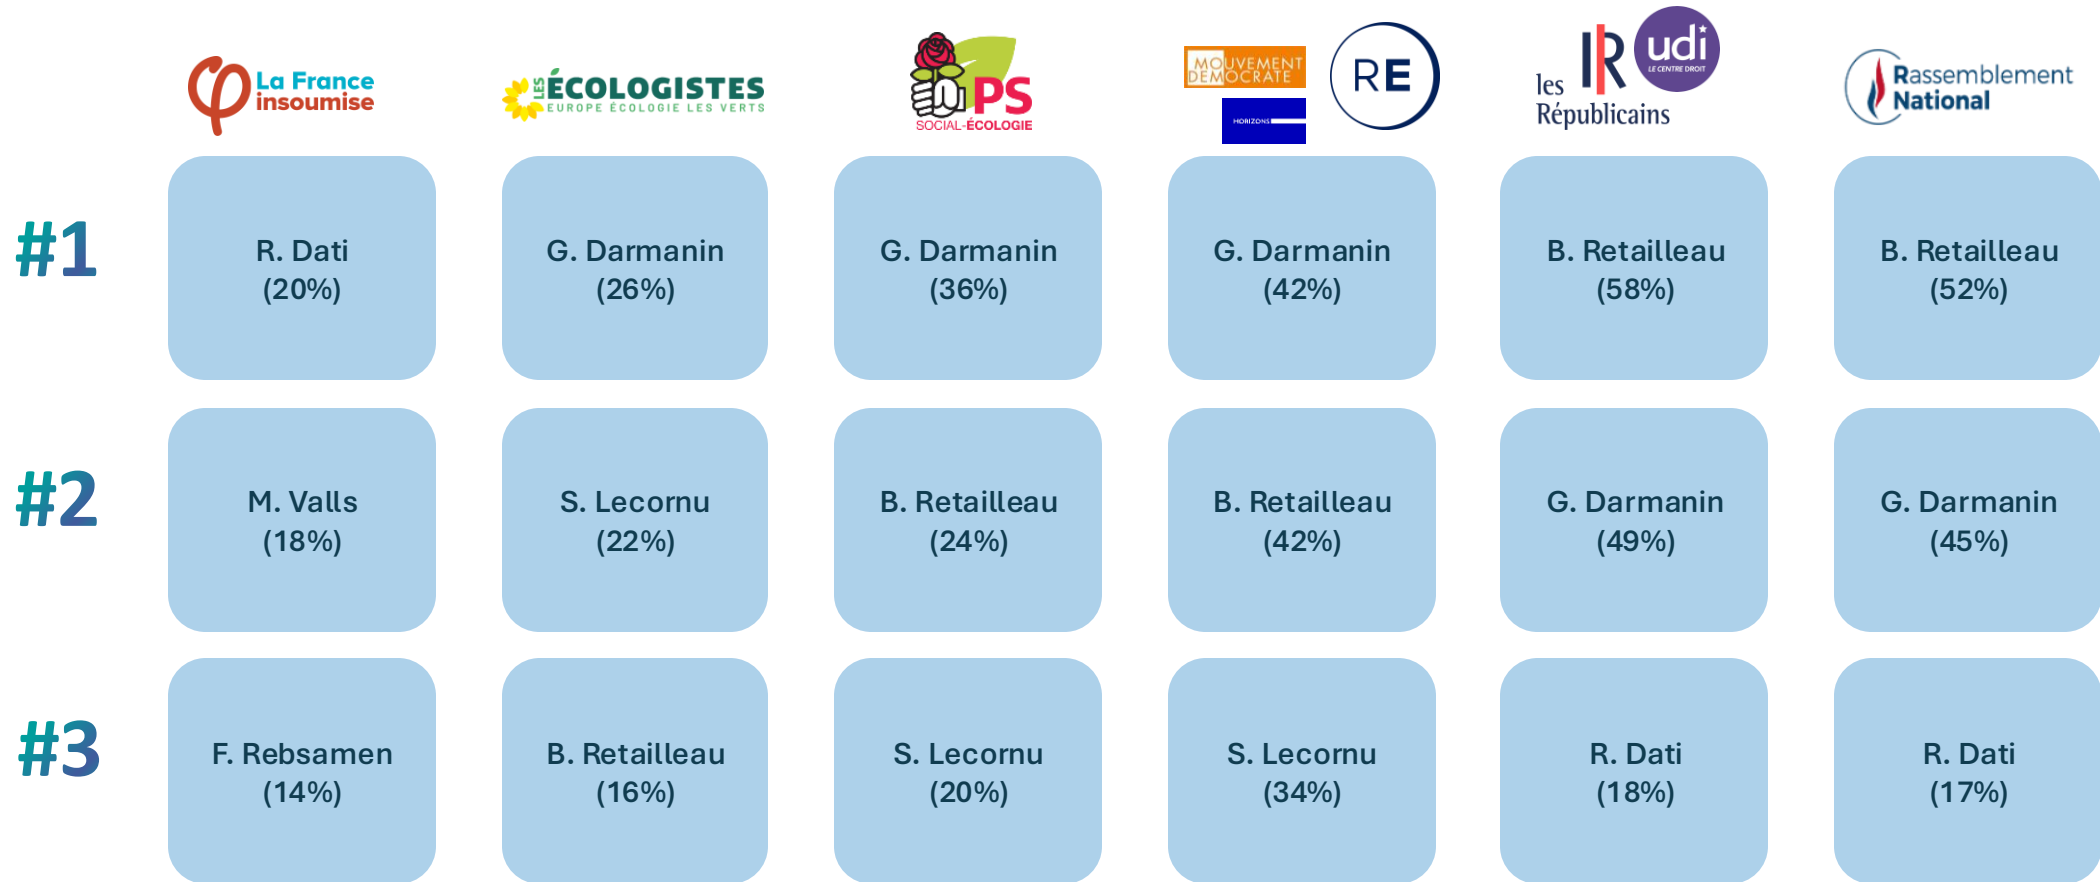 La France
insoumise
LES ÉCOLOGISTES
EUROPE ÉCOLOGIE LES VERTS
PS
SOCIAL-ÉCOLOGIE
MOUVEMENT
DÉMOCRATE
HORIZONS
RE
les
Républicains
lR
udi
LE CENTRE DROIT
Rassemblement
National
#1
R. Dati
(20%)
G. Darmanin
(26%)
G. Darmanin
(36%)
G. Darmanin
(42%)
B. Retailleau
(58%)
B. Retailleau
(52%)
#2
M. Valls
(18%)
S. Lecornu
(22%)
B. Retailleau
(24%)
B. Retailleau
(42%)
G. Darmanin
(49%)
G. Darmanin
(45%)
#3
F. Rebsamen
(14%)
B. Retailleau
(16%)
S. Lecornu
(20%)
S. Lecornu
(34%)
R. Dati
(18%)
R. Dati
(17%)